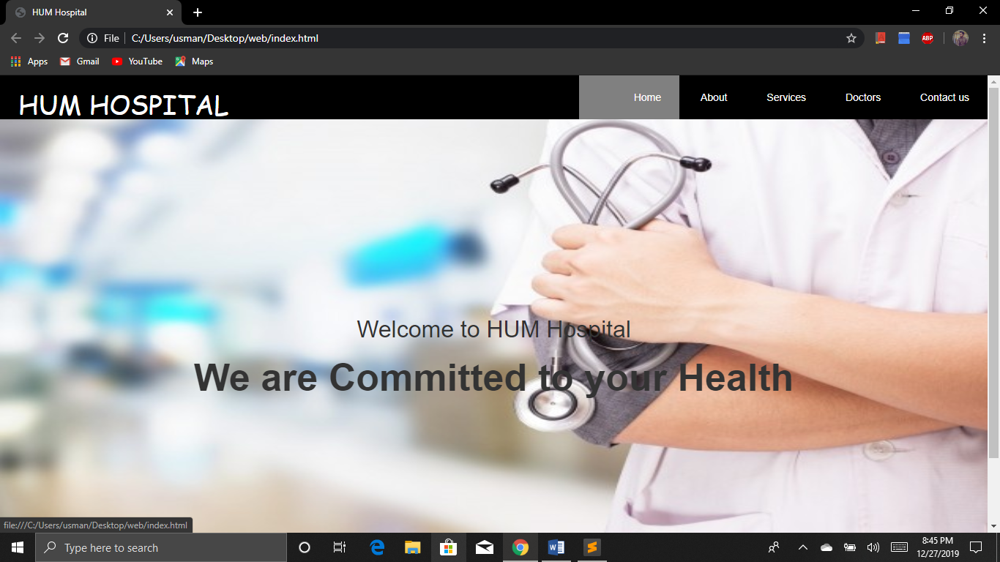 HUM Hospital
File C:/Users/usman/Desktop/web/index.html
ABP
Apps Gmail YouTube Maps
HUM HOSPITAL Home About Services Doctors Contact us
Welcome to HUM Hospital
We are Committed to your Health
file:///C:/Users/usman/Desktop/web/index.html
Type here to search
8:45 PM
12/27/2019